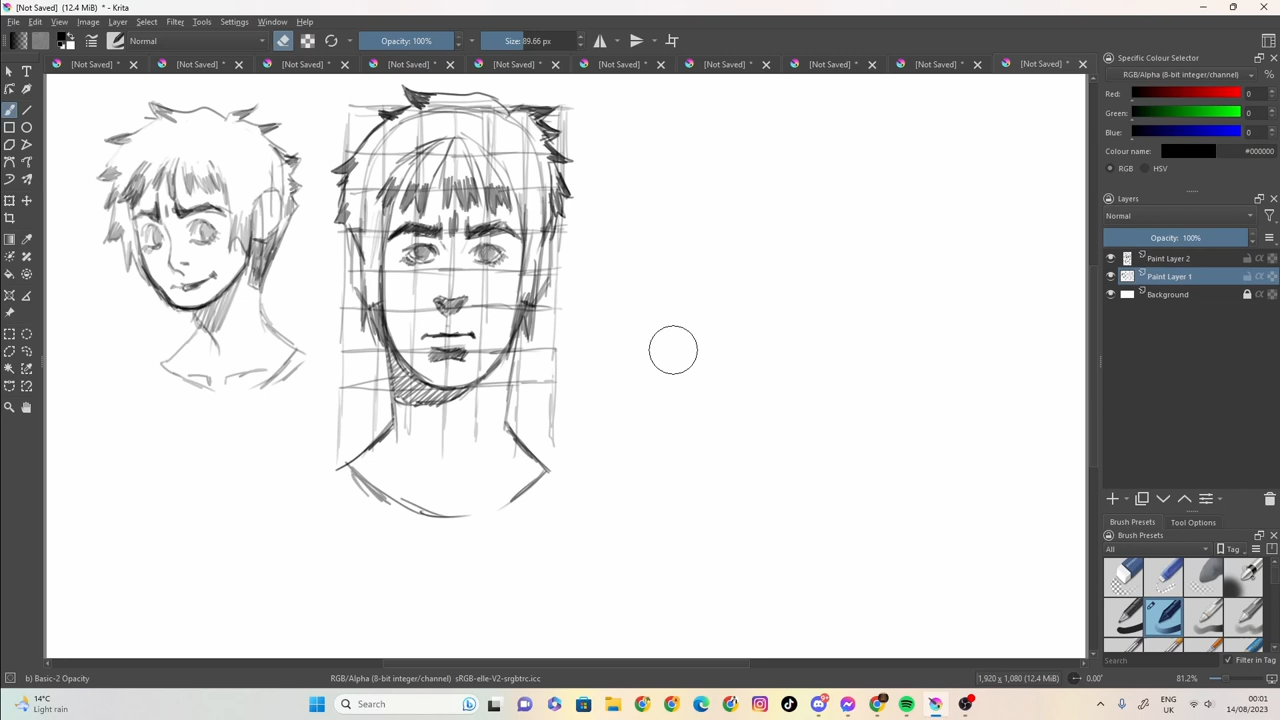 [Not Saved] (12.4 MiB) * - Krita
File Edit View Image Layer Select Filter Tools Settings Window Help
Normal Opacity: 100% Size: 89.66 px
[Not Saved] * [Not Saved] * [Not Saved] * [Not Saved] * [Not Saved] * [Not Saved] * [Not Saved] * [Not Saved] * [Not Saved] * [Not Saved] *
Specific Colour Selector
RGB/Alpha (8-bit integer/channel) %
Red: 0
Green: 0
Blue: 0
Colour name: #000000
RGB HSV
Layers
Normal
Opacity: 100%
Paint Layer 2
Paint Layer 1
Background
Brush Presets Tool Options
Brush Presets
All Tag
Search Filter in Tag
b) Basic-2 Opacity RGB/Alpha (8-bit integer/channel) sRGB-elle-V2-srgbtrc.icc 1,920 x 1,080 (12.4 MiB) 0.00° 81.2%
14°C
Light rain
Search
ENG
UK
00:01
14/08/2023